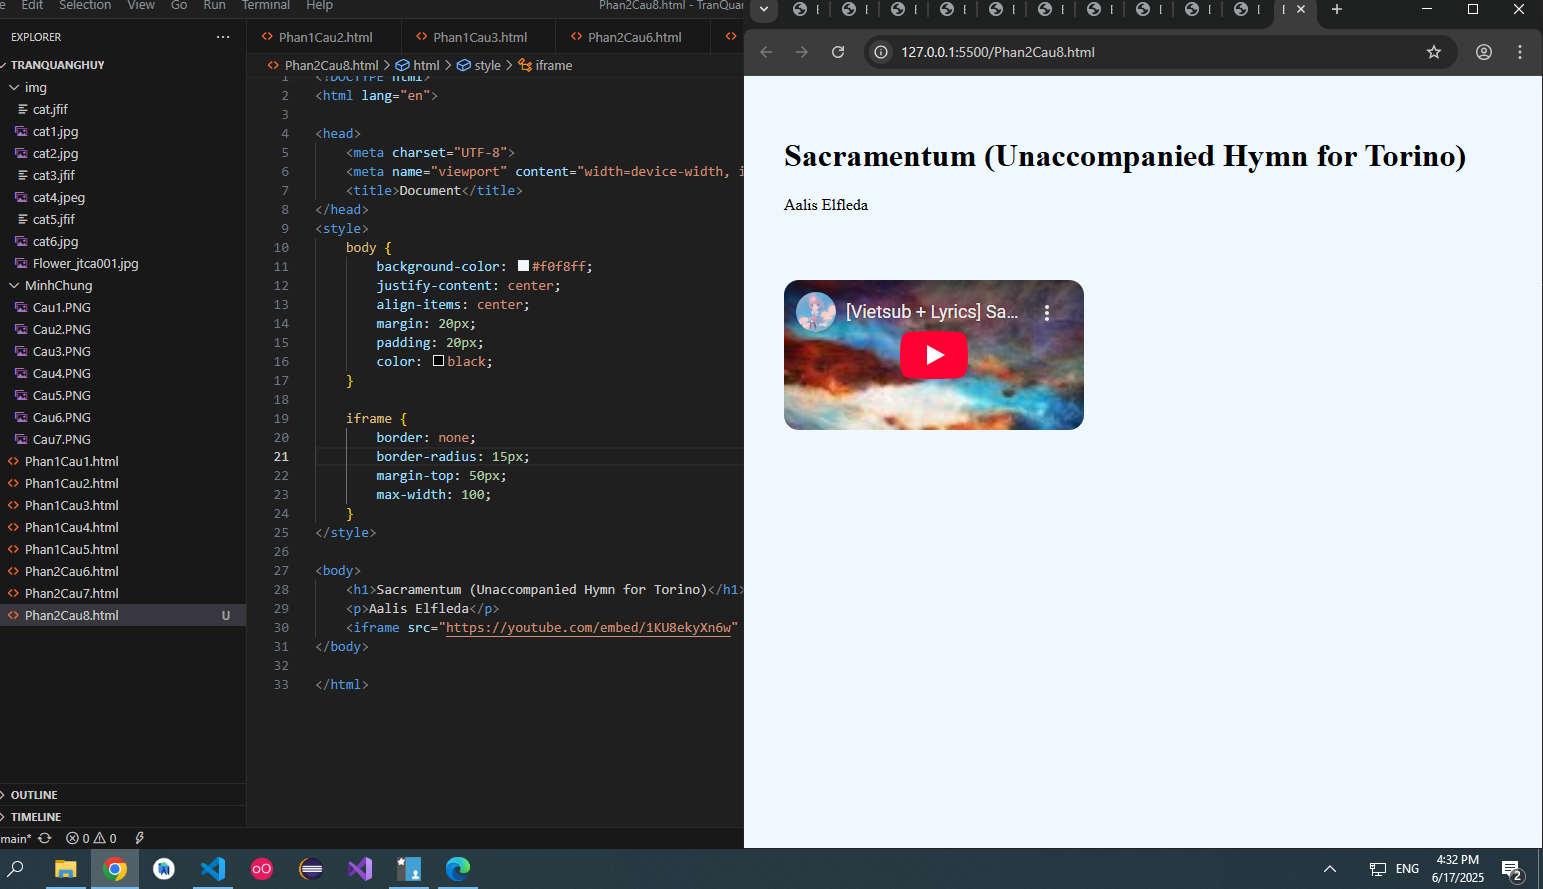 Edit Selection View Go Run Terminal Help Phan2Cau8.html - TranQuan
EXPLORER
TRANQUANGHUY
img
cat.jfif
cat1.jpg
cat2.jpg
cat3.jfif
cat4.jpeg
cat5.jfif
cat6.jpg
Flower_jtca001.jpg
MinhChung
Cau1.PNG
Cau2.PNG
Cau3.PNG
Cau4.PNG
Cau5.PNG
Cau6.PNG
Cau7.PNG
Phan1Cau1.html
Phan1Cau2.html
Phan1Cau3.html
Phan1Cau4.html
Phan1Cau5.html
Phan2Cau6.html
Phan2Cau7.html
Phan2Cau8.html U
OUTLINE
TIMELINE
main* 0 0
Phan1Cau2.html Phan1Cau3.html Phan2Cau6.html
Phan2Cau8.html > html > style > iframe
1 <!DOCTYPE html>
2 <html lang="en">
3
4 <head>
5 <meta charset="UTF-8">
6 <meta name="viewport" content="width=device-width, i
7 <title>Document</title>
8 </head>
9 <style>
10 body {
11 background-color: #f0f8ff;
12 justify-content: center;
13 align-items: center;
14 margin: 20px;
15 padding: 20px;
16 color: black;
17 }
18
19 iframe {
20 border: none;
21 border-radius: 15px;
22 margin-top: 50px;
23 max-width: 100;
24 }
25 </style>
26
27 <body>
28 <h1>Sacramentum (Unaccompanied Hymn for Torino)</h1>
29 <p>Aalis Elfleda</p>
30 <iframe src="https://youtube.com/embed/1KU8ekyXn6w"
31 </body>
32
33 </html>
127.0.0.1:5500/Phan2Cau8.html
Sacramentum (Unaccompanied Hymn for Torino)
Aalis Elfleda
[Vietsub + Lyrics] Sa...
ENG
4:32 PM
6/17/2025
2